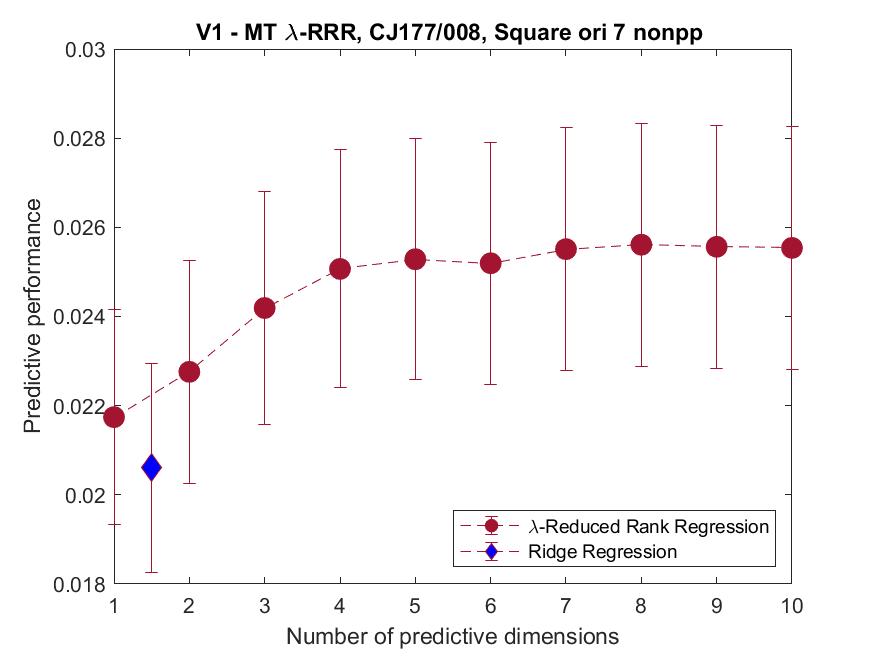 V1 - MT λ-RRR, CJ177/008, Square ori 7 nonpp
0.03
0.028
0.026
0.024
0.022
0.02
0.018
Predictive performance
1 2 3 4 5 6 7 8 9 10
Number of predictive dimensions
λ-Reduced Rank Regression
Ridge Regression